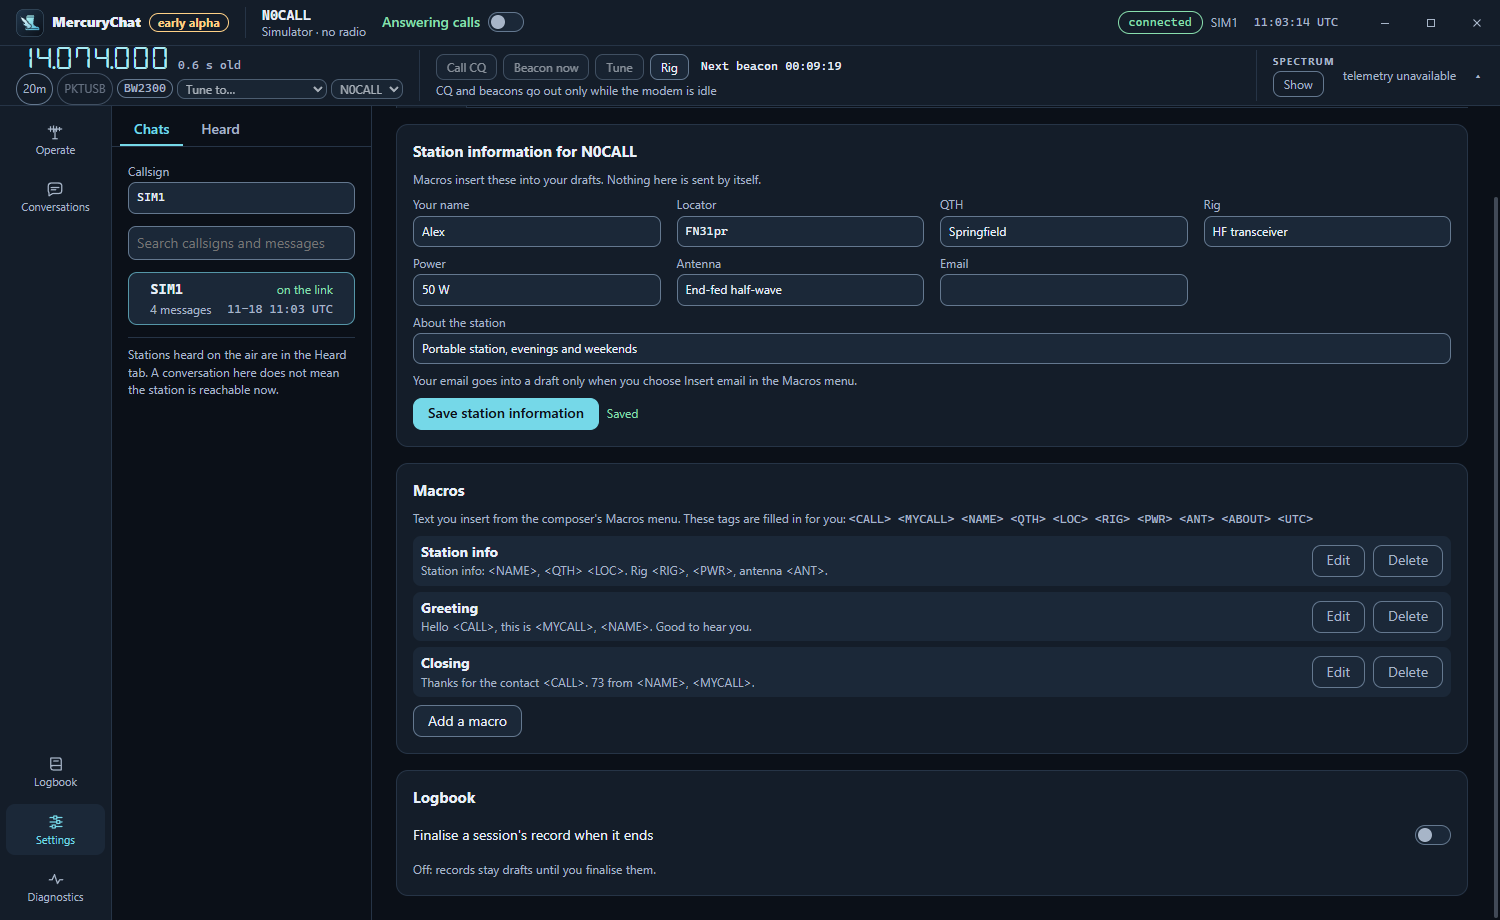 MercuryChat early alpha
N0CALL
Simulator · no radio
Answering calls
connected SIM1 11:03:14 UTC
14.074.000 0.6 s old
20m PKTUSB BW2300 Tune to... N0CALL
Call CQ Beacon now Tune Rig Next beacon 00:09:19
CQ and beacons go out only while the modem is idle
SPECTRUM
Show
telemetry unavailable
Operate
Conversations
Logbook
Settings
Diagnostics
Chats Heard
Callsign
SIM1
Search callsigns and messages
SIM1 on the link
4 messages 11-18 11:03 UTC
Stations heard on the air are in the Heard
tab. A conversation here does not mean
the station is reachable now.
Station information for N0CALL
Macros insert these into your drafts. Nothing here is sent by itself.
Your name Locator QTH Rig
Alex FN31pr Springfield HF transceiver
Power Antenna Email
50 W End-fed half-wave
About the station
Portable station, evenings and weekends
Your email goes into a draft only when you choose Insert email in the Macros menu.
Save station information Saved
Macros
Text you insert from the composer's Macros menu. These tags are filled in for you: <CALL> <MYCALL> <NAME> <QTH> <LOC> <RIG> <PWR> <ANT> <ABOUT> <UTC>
Station info
Station info: <NAME>, <QTH> <LOC>. Rig <RIG>, <PWR>, antenna <ANT>.
Edit Delete
Greeting
Hello <CALL>, this is <MYCALL>, <NAME>. Good to hear you.
Edit Delete
Closing
Thanks for the contact <CALL>. 73 from <NAME>, <MYCALL>.
Edit Delete
Add a macro
Logbook
Finalise a session's record when it ends
Off: records stay drafts until you finalise them.